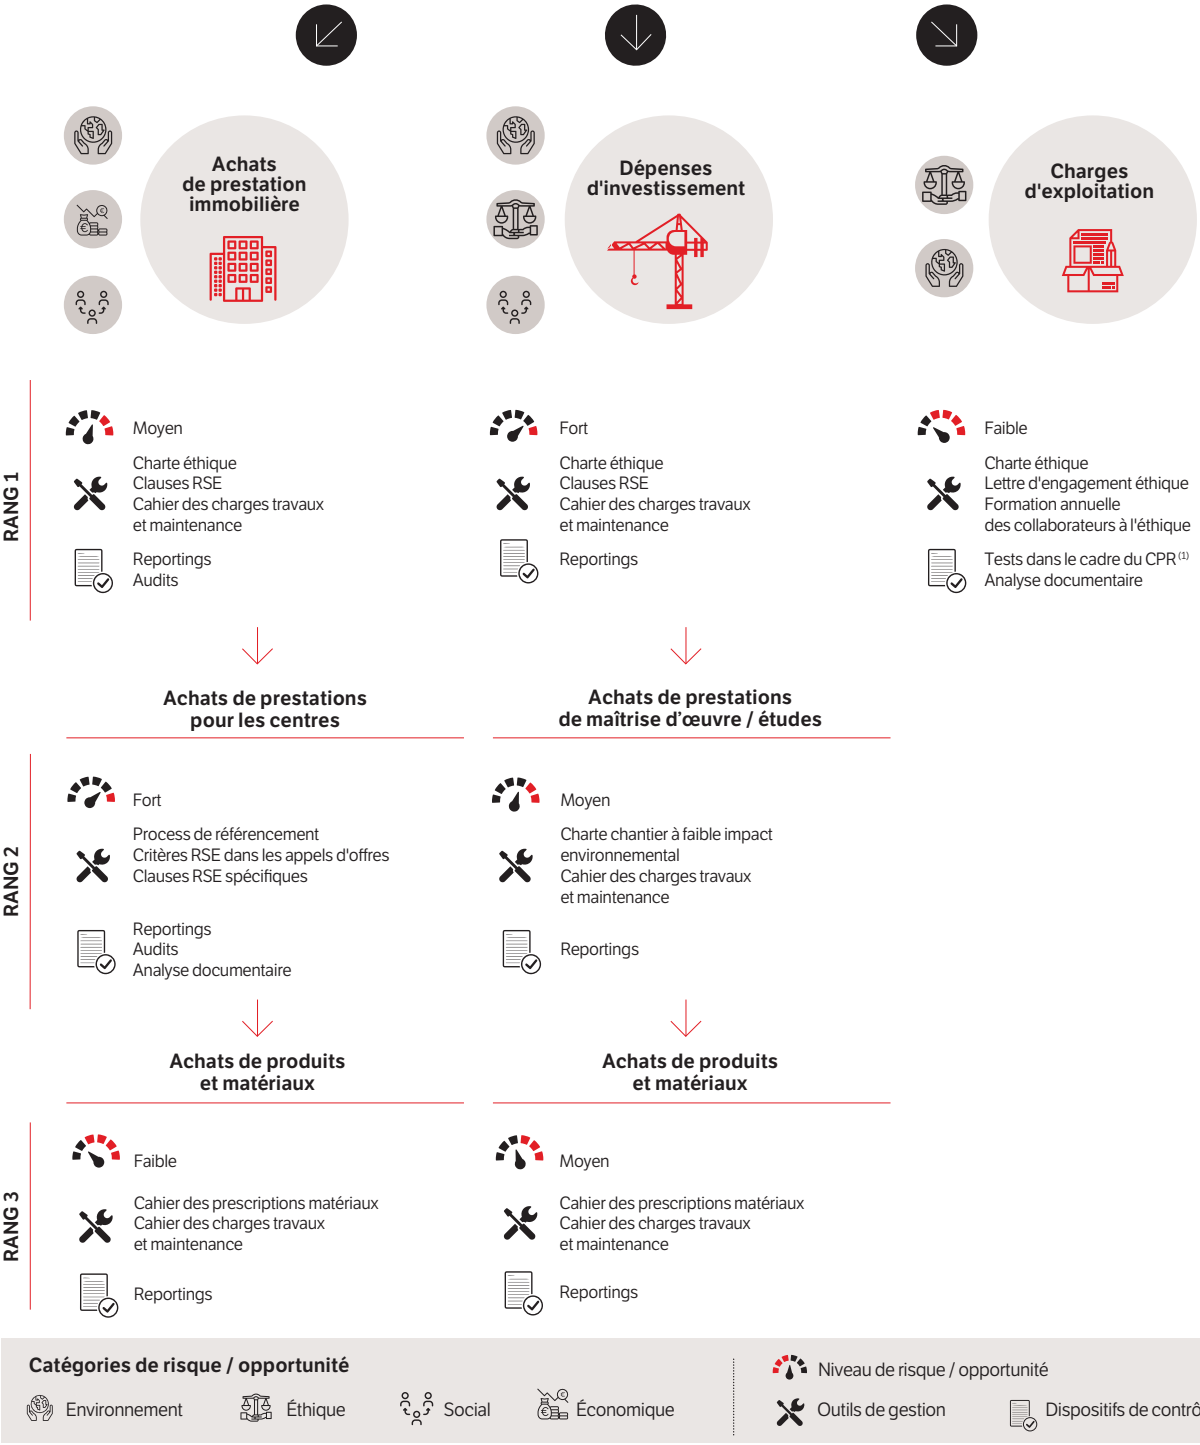 Achats
de prestation
immobilière
Dépenses
d'investissement
Charges
d'exploitation
RANG 1
Moyen
Charte éthique
Clauses RSE
Cahier des charges travaux
et maintenance
Reportings
Audits
Fort
Charte éthique
Clauses RSE
Cahier des charges travaux
et maintenance
Reportings
Faible
Charte éthique
Lettre d'engagement éthique
Formation annuelle
des collaborateurs à l'éthique
Tests dans le cadre du CPR (1)
Analyse documentaire
Achats de prestations
pour les centres
Achats de prestations
de maîtrise d’œuvre / études
RANG 2
Fort
Process de référencement
Critères RSE dans les appels d'offres
Clauses RSE spécifiques
Reportings
Audits
Analyse documentaire
Moyen
Charte chantier à faible impact
environnemental
Cahier des charges travaux
et maintenance
Reportings
Achats de produits
et matériaux
Achats de produits
et matériaux
RANG 3
Faible
Cahier des prescriptions matériaux
Cahier des charges travaux
et maintenance
Reportings
Moyen
Cahier des prescriptions matériaux
Cahier des charges travaux
et maintenance
Reportings
Catégories de risque / opportunité
Environnement
Éthique
Social
Économique
Niveau de risque / opportunité
Outils de gestion
Dispositifs de contrô